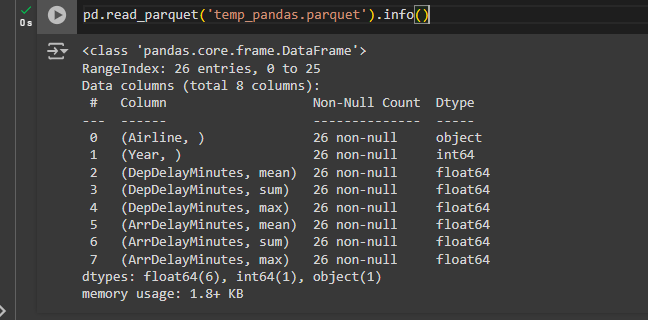 pd.read_parquet('temp_pandas.parquet').info()
0s
<class 'pandas.core.frame.DataFrame'>
RangeIndex: 26 entries, 0 to 25
Data columns (total 8 columns):
 #   Column                   Non-Null Count  Dtype
---  ------                   --------------  -----
 0   (Airline, )              26 non-null     object
 1   (Year, )                 26 non-null     int64
 2   (DepDelayMinutes, mean)  26 non-null     float64
 3   (DepDelayMinutes, sum)   26 non-null     float64
 4   (DepDelayMinutes, max)   26 non-null     float64
 5   (ArrDelayMinutes, mean)  26 non-null     float64
 6   (ArrDelayMinutes, sum)   26 non-null     float64
 7   (ArrDelayMinutes, max)   26 non-null     float64
dtypes: float64(6), int64(1), object(1)
memory usage: 1.8+ KB